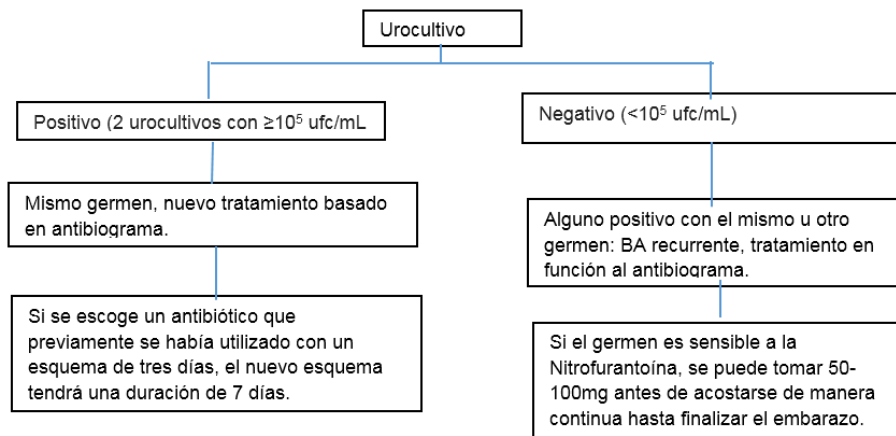 Urocultivo
Positivo (2 urocultivos con ≥10⁵ ufc/mL
Mismo germen, nuevo tratamiento basado
en antibiograma.
Si se escoge un antibiótico que
previamente se había utilizado con un
esquema de tres días, el nuevo esquema
tendrá una duración de 7 días.
Negativo (<10⁵ ufc/mL)
Alguno positivo con el mismo u otro
germen: BA recurrente, tratamiento en
función al antibiograma.
Si el germen es sensible a la
Nitrofurantoína, se puede tomar 50-
100mg antes de acostarse de manera
continua hasta finalizar el embarazo.